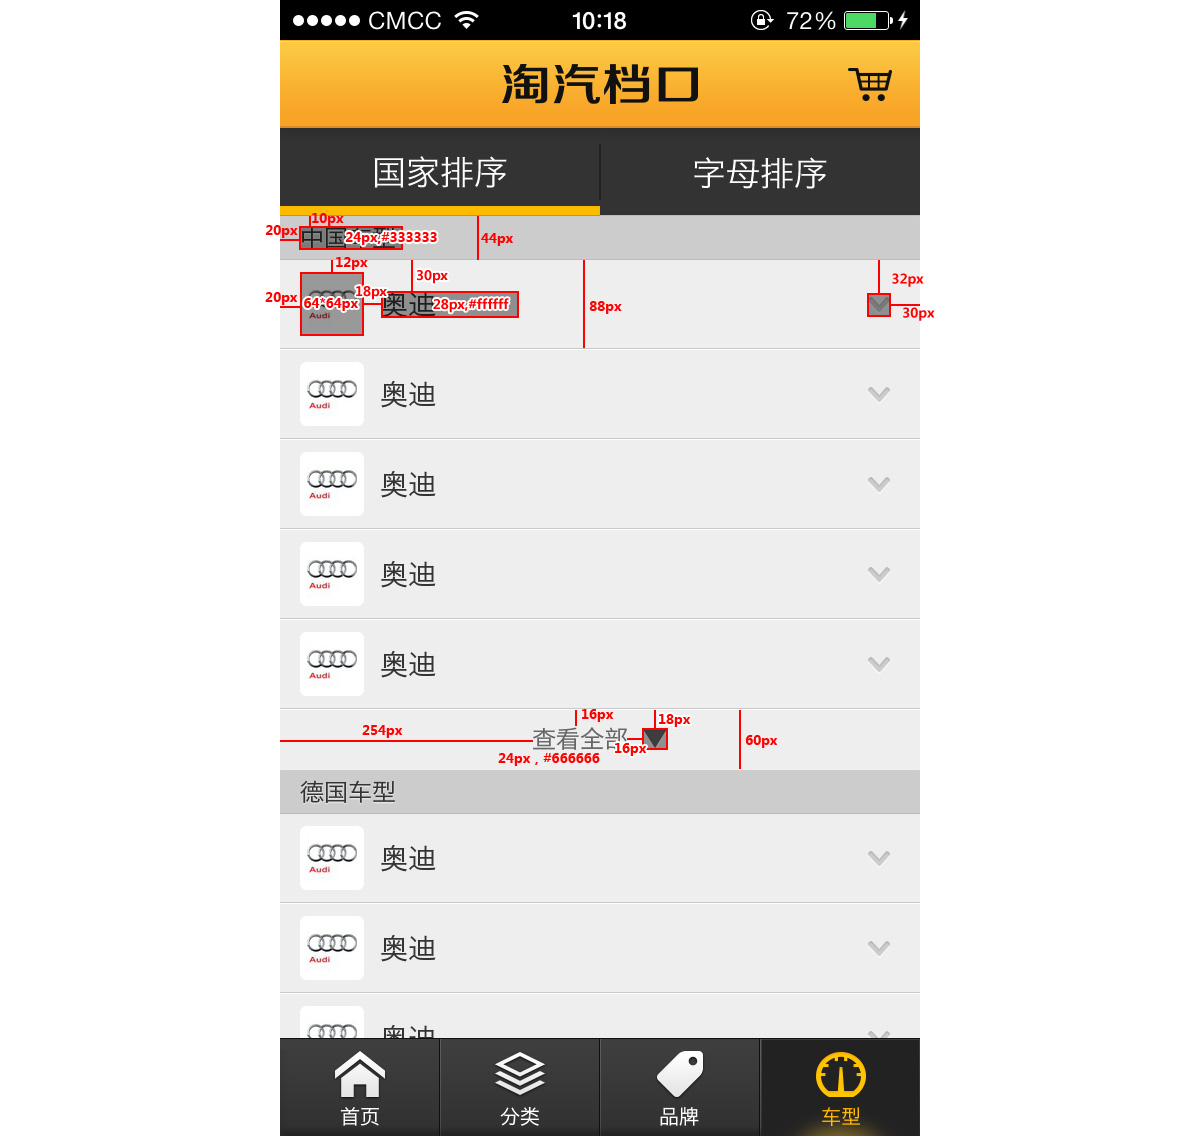 CMCC 10:18 72%
淘汽档口
国家排序 字母排序
10px
20px 中国车型 24px,#333333 44px
12px
30px 32px
20px 64*64px 18px 奥迪 28px,#ffffff 88px 30px
Audi
奥迪
Audi
奥迪
Audi
奥迪
Audi
奥迪
Audi
16px 18px
254px 查看全部 16px 60px
24px , #666666
德国车型
奥迪
Audi
奥迪
Audi
奥迪
首页 分类 品牌 车型